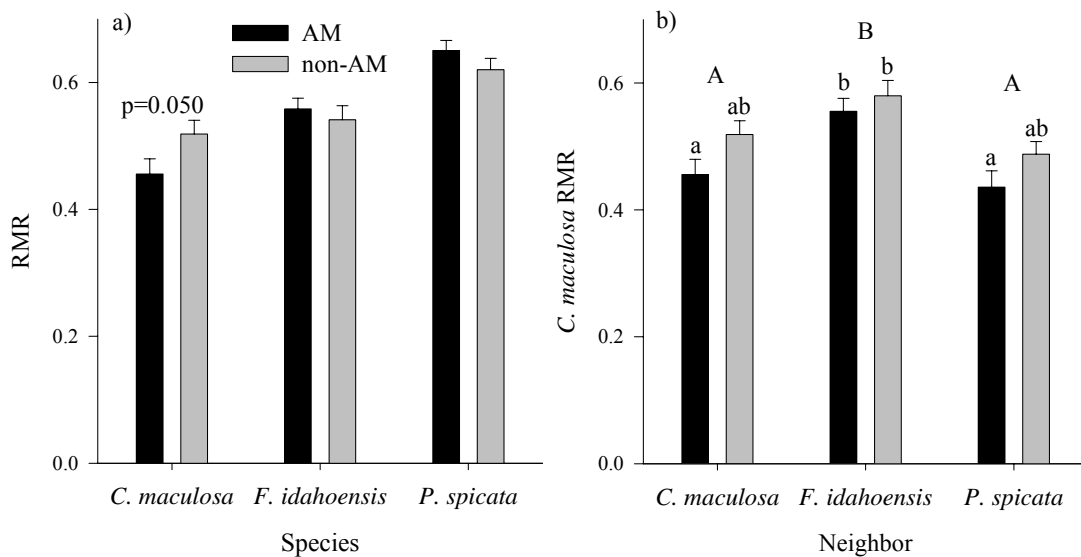 a)
AM
non-AM
p=0.050
RMR
0.6
0.4
0.2
0.0
C. maculosa F. idahoensis P. spicata
Species
b)
B
A
A
b
b
ab
a
ab
a
C. maculosa RMR
0.6
0.4
0.2
0.0
C. maculosa F. idahoensis P. spicata
Neighbor